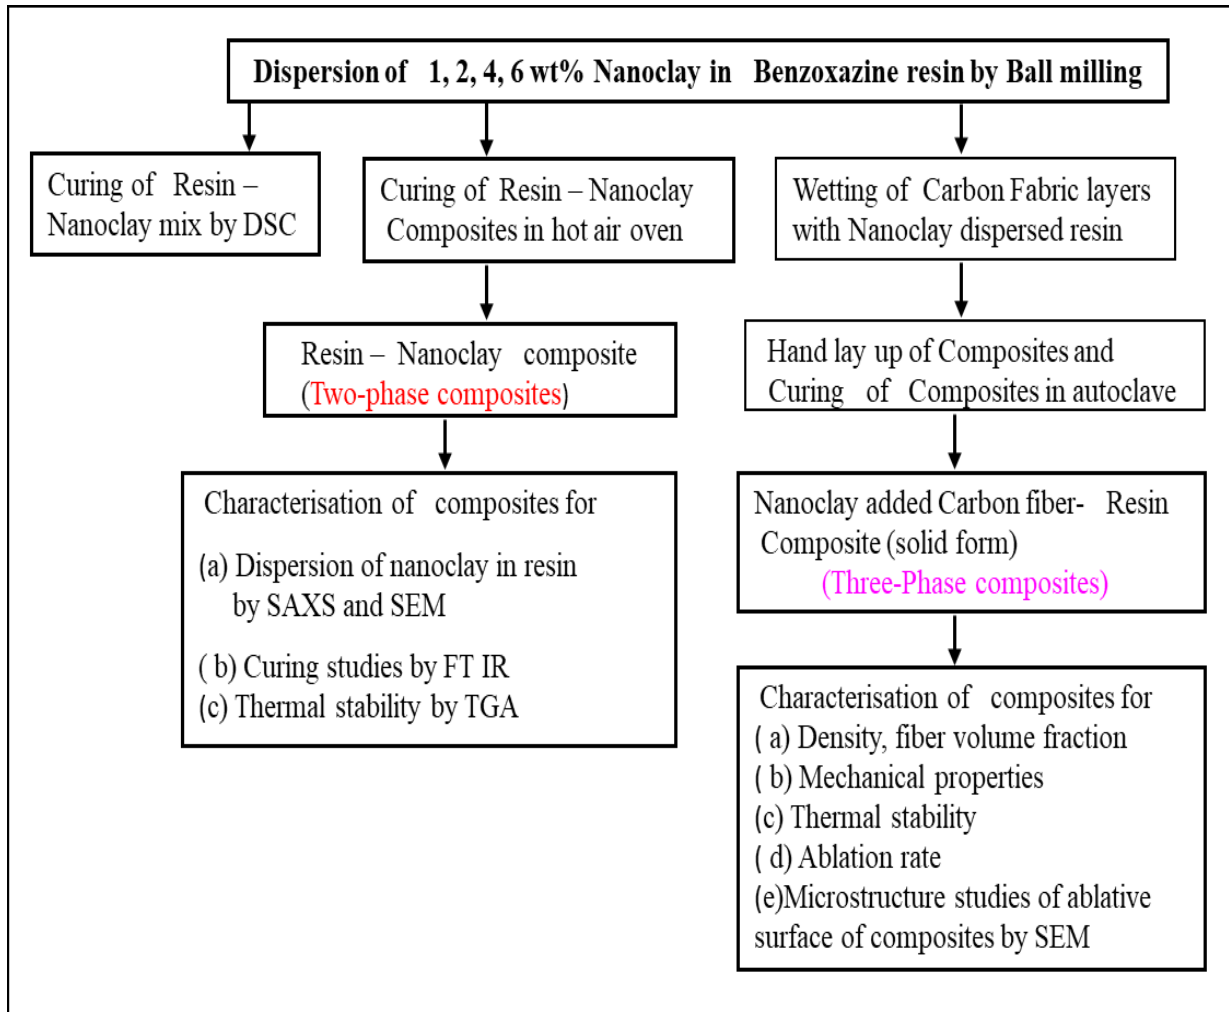 Dispersion of 1, 2, 4, 6 wt% Nanoclay in Benzoxazine resin by Ball milling
Curing of Resin –
Nanoclay mix by DSC
Curing of Resin – Nanoclay
Composites in hot air oven
Wetting of Carbon Fabric layers
with Nanoclay dispersed resin
Resin – Nanoclay composite
(Two-phase composites)
Hand lay up of Composites and
Curing of Composites in autoclave
Characterisation of composites for
(a) Dispersion of nanoclay in resin
by SAXS and SEM
( b) Curing studies by FT IR
(c) Thermal stability by TGA
Nanoclay added Carbon fiber- Resin
Composite (solid form)
(Three-Phase composites)
Characterisation of composites for
( a) Density, fiber volume fraction
( b) Mechanical properties
(c) Thermal stability
( d) Ablation rate
(e)Microstructure studies of ablative
surface of composites by SEM